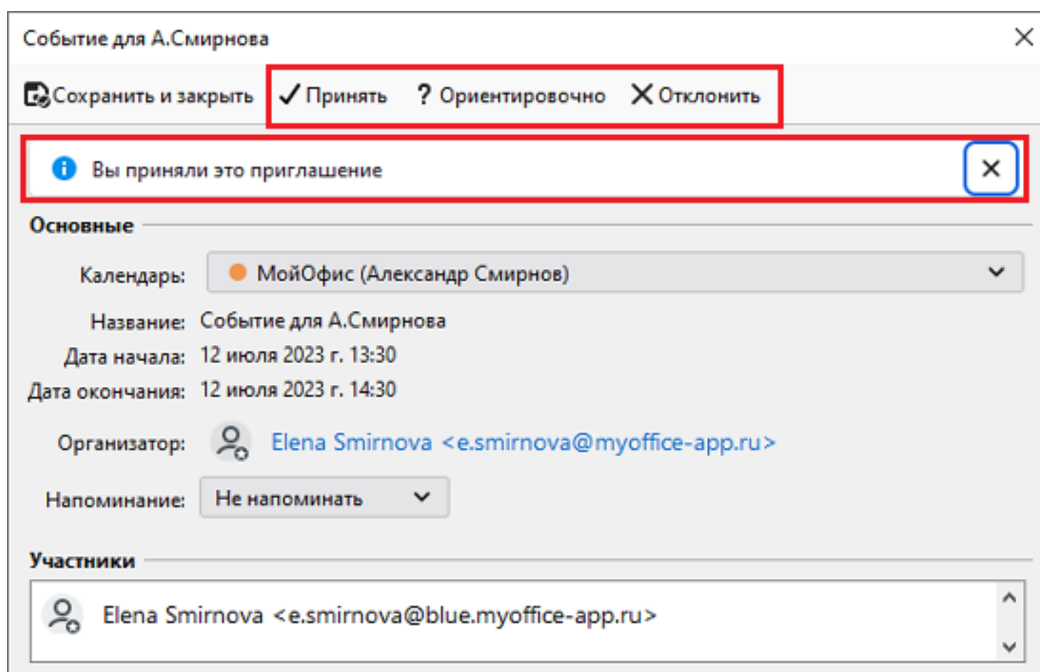 Событие для А.Смирнова
Сохранить и закрыть Принять ? Ориентировочно Отклонить
Вы приняли это приглашение
Основные
Календарь: МойОфис (Александр Смирнов)
Название: Событие для А.Смирнова
Дата начала: 12 июля 2023 г. 13:30
Дата окончания: 12 июля 2023 г. 14:30
Организатор: Elena Smirnova <e.smirnova@myoffice-app.ru>
Напоминание: Не напоминать
Участники
Elena Smirnova <e.smirnova@blue.myoffice-app.ru>